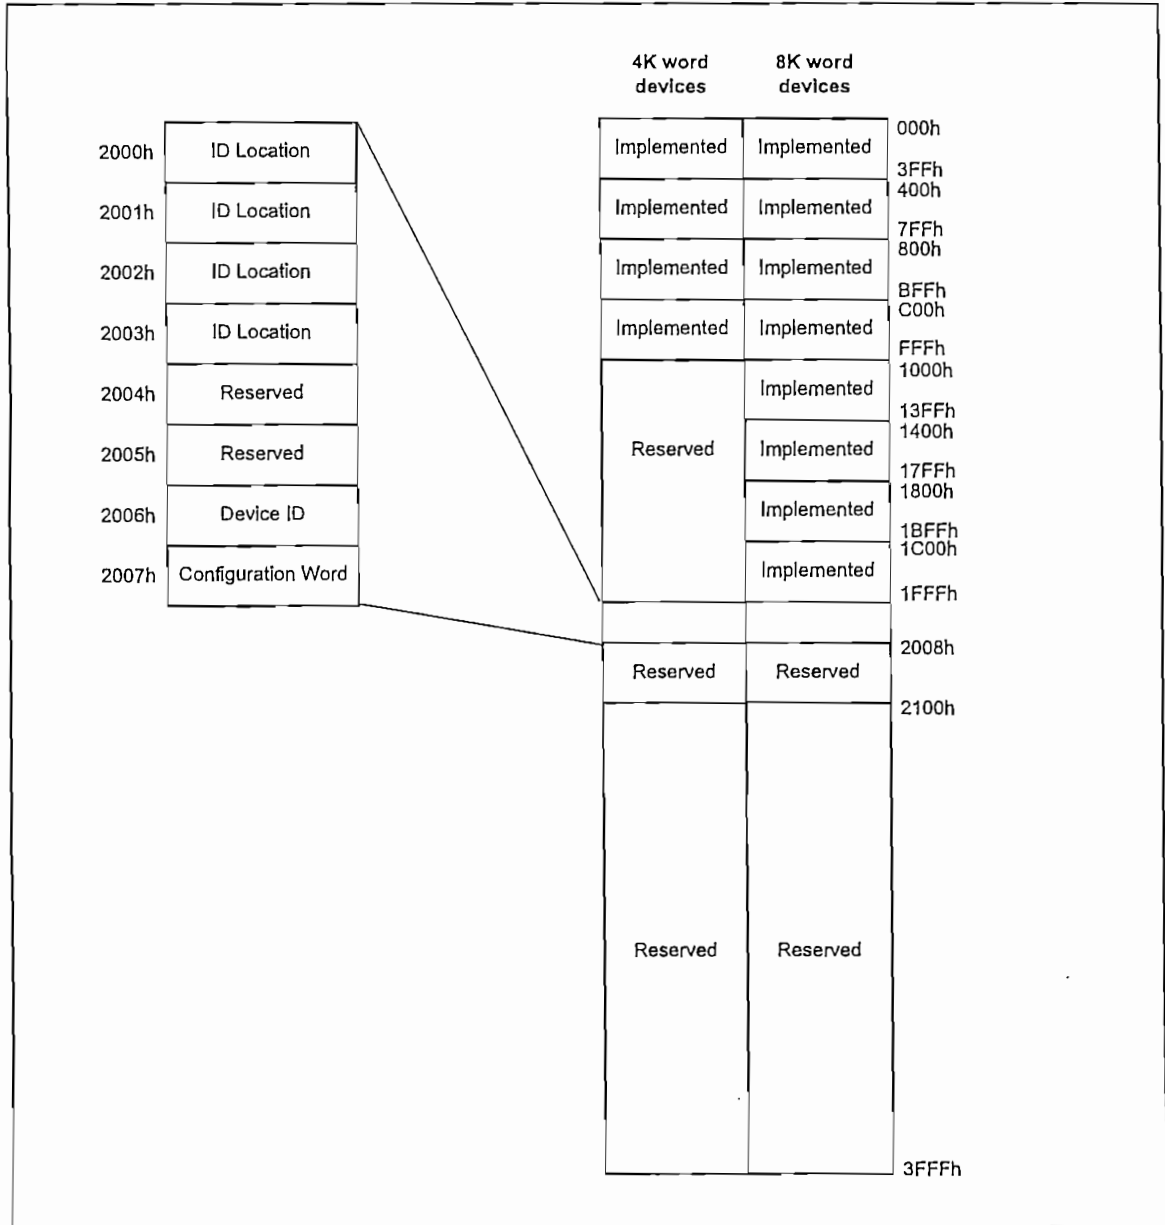 4K word
devices
8K word
devices
2000h ID Location
2001h ID Location
2002h ID Location
2003h ID Location
2004h Reserved
2005h Reserved
2006h Device ID
2007h Configuration Word
Implemented Implemented 000h
3FFh
Implemented Implemented 400h
7FFh
Implemented Implemented 800h
BFFh
Implemented Implemented C00h
FFFh
Reserved
Implemented 1000h
13FFh
Implemented 1400h
17FFh
Implemented 1800h
1BFFh
Implemented 1C00h
1FFFh
2008h
Reserved Reserved
2100h
Reserved Reserved
3FFFh